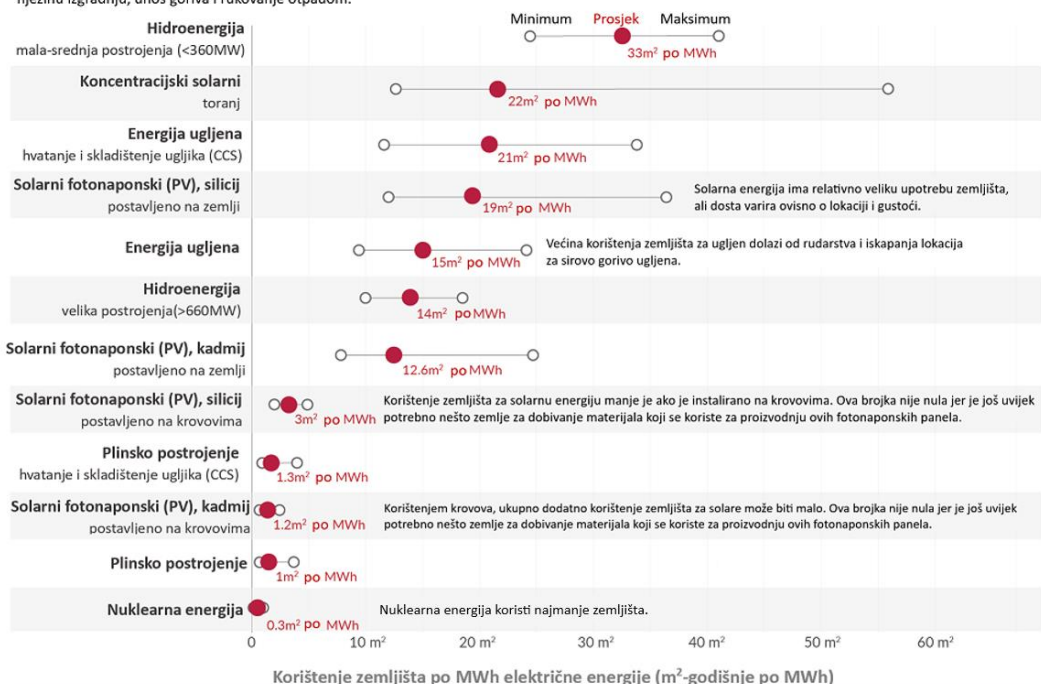 njezinu izgradnju, unos goriva i rukovanje otpadom.
Minimum Prosjek Maksimum
Hidroenergija
mala-srednja postrojenja (<360MW)
33m² po MWh
Koncentracijski solarni
toranj
22m² po MWh
Energija ugljena
hvatanje i skladištenje ugljika (CCS)
21m² po MWh
Solarni fotonaponski (PV), silicij
postavljeno na zemlji
19m² po MWh
Solarna energija ima relativno veliku upotrebu zemljišta,
ali dosta varira ovisno o lokaciji i gustoći.
Energija ugljena
15m² po MWh
Većina korištenja zemljišta za ugljen dolazi od rudarstva i iskapanja lokacija
za sirovo gorivo ugljena.
Hidroenergija
velika postrojenja(>660MW)
14m² po MWh
Solarni fotonaponski (PV), kadmij
postavljeno na zemlji
12.6m² po MWh
Solarni fotonaponski (PV), silicij
postavljeno na krovovima
3m² po MWh
Korištenje zemljišta za solarnu energiju manje je ako je instalirano na krovovima. Ova brojka nije nula jer je još uvijek
potrebno nešto zemlje za dobivanje materijala koji se koriste za proizvodnju ovih fotonaponskih panela.
Plinsko postrojenje
hvatanje i skladištenje ugljika (CCS)
1.3m² po MWh
Solarni fotonaponski (PV), kadmij
postavljeno na krovovima
1.2m² po MWh
Korištenjem krovova, ukupno dodatno korištenje zemljišta za solare može biti malo. Ova brojka nije nula jer je još uvijek
potrebno nešto zemlje za dobivanje materijala koji se koriste za proizvodnju ovih fotonaponskih panela.
Plinsko postrojenje
1m² po MWh
Nuklearna energija
0.3m² po MWh
Nuklearna energija koristi najmanje zemljišta.
0 10 m² 20 m² 30 m² 40 m² 50 m² 60 m²
Korištenje zemljišta po MWh električne energije (m²-godišnje po MWh)